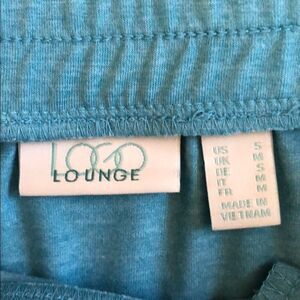 LOGO
LOUNGE
US S
UK M
DE S
IT M
FR M
MADE IN
VIETNAM